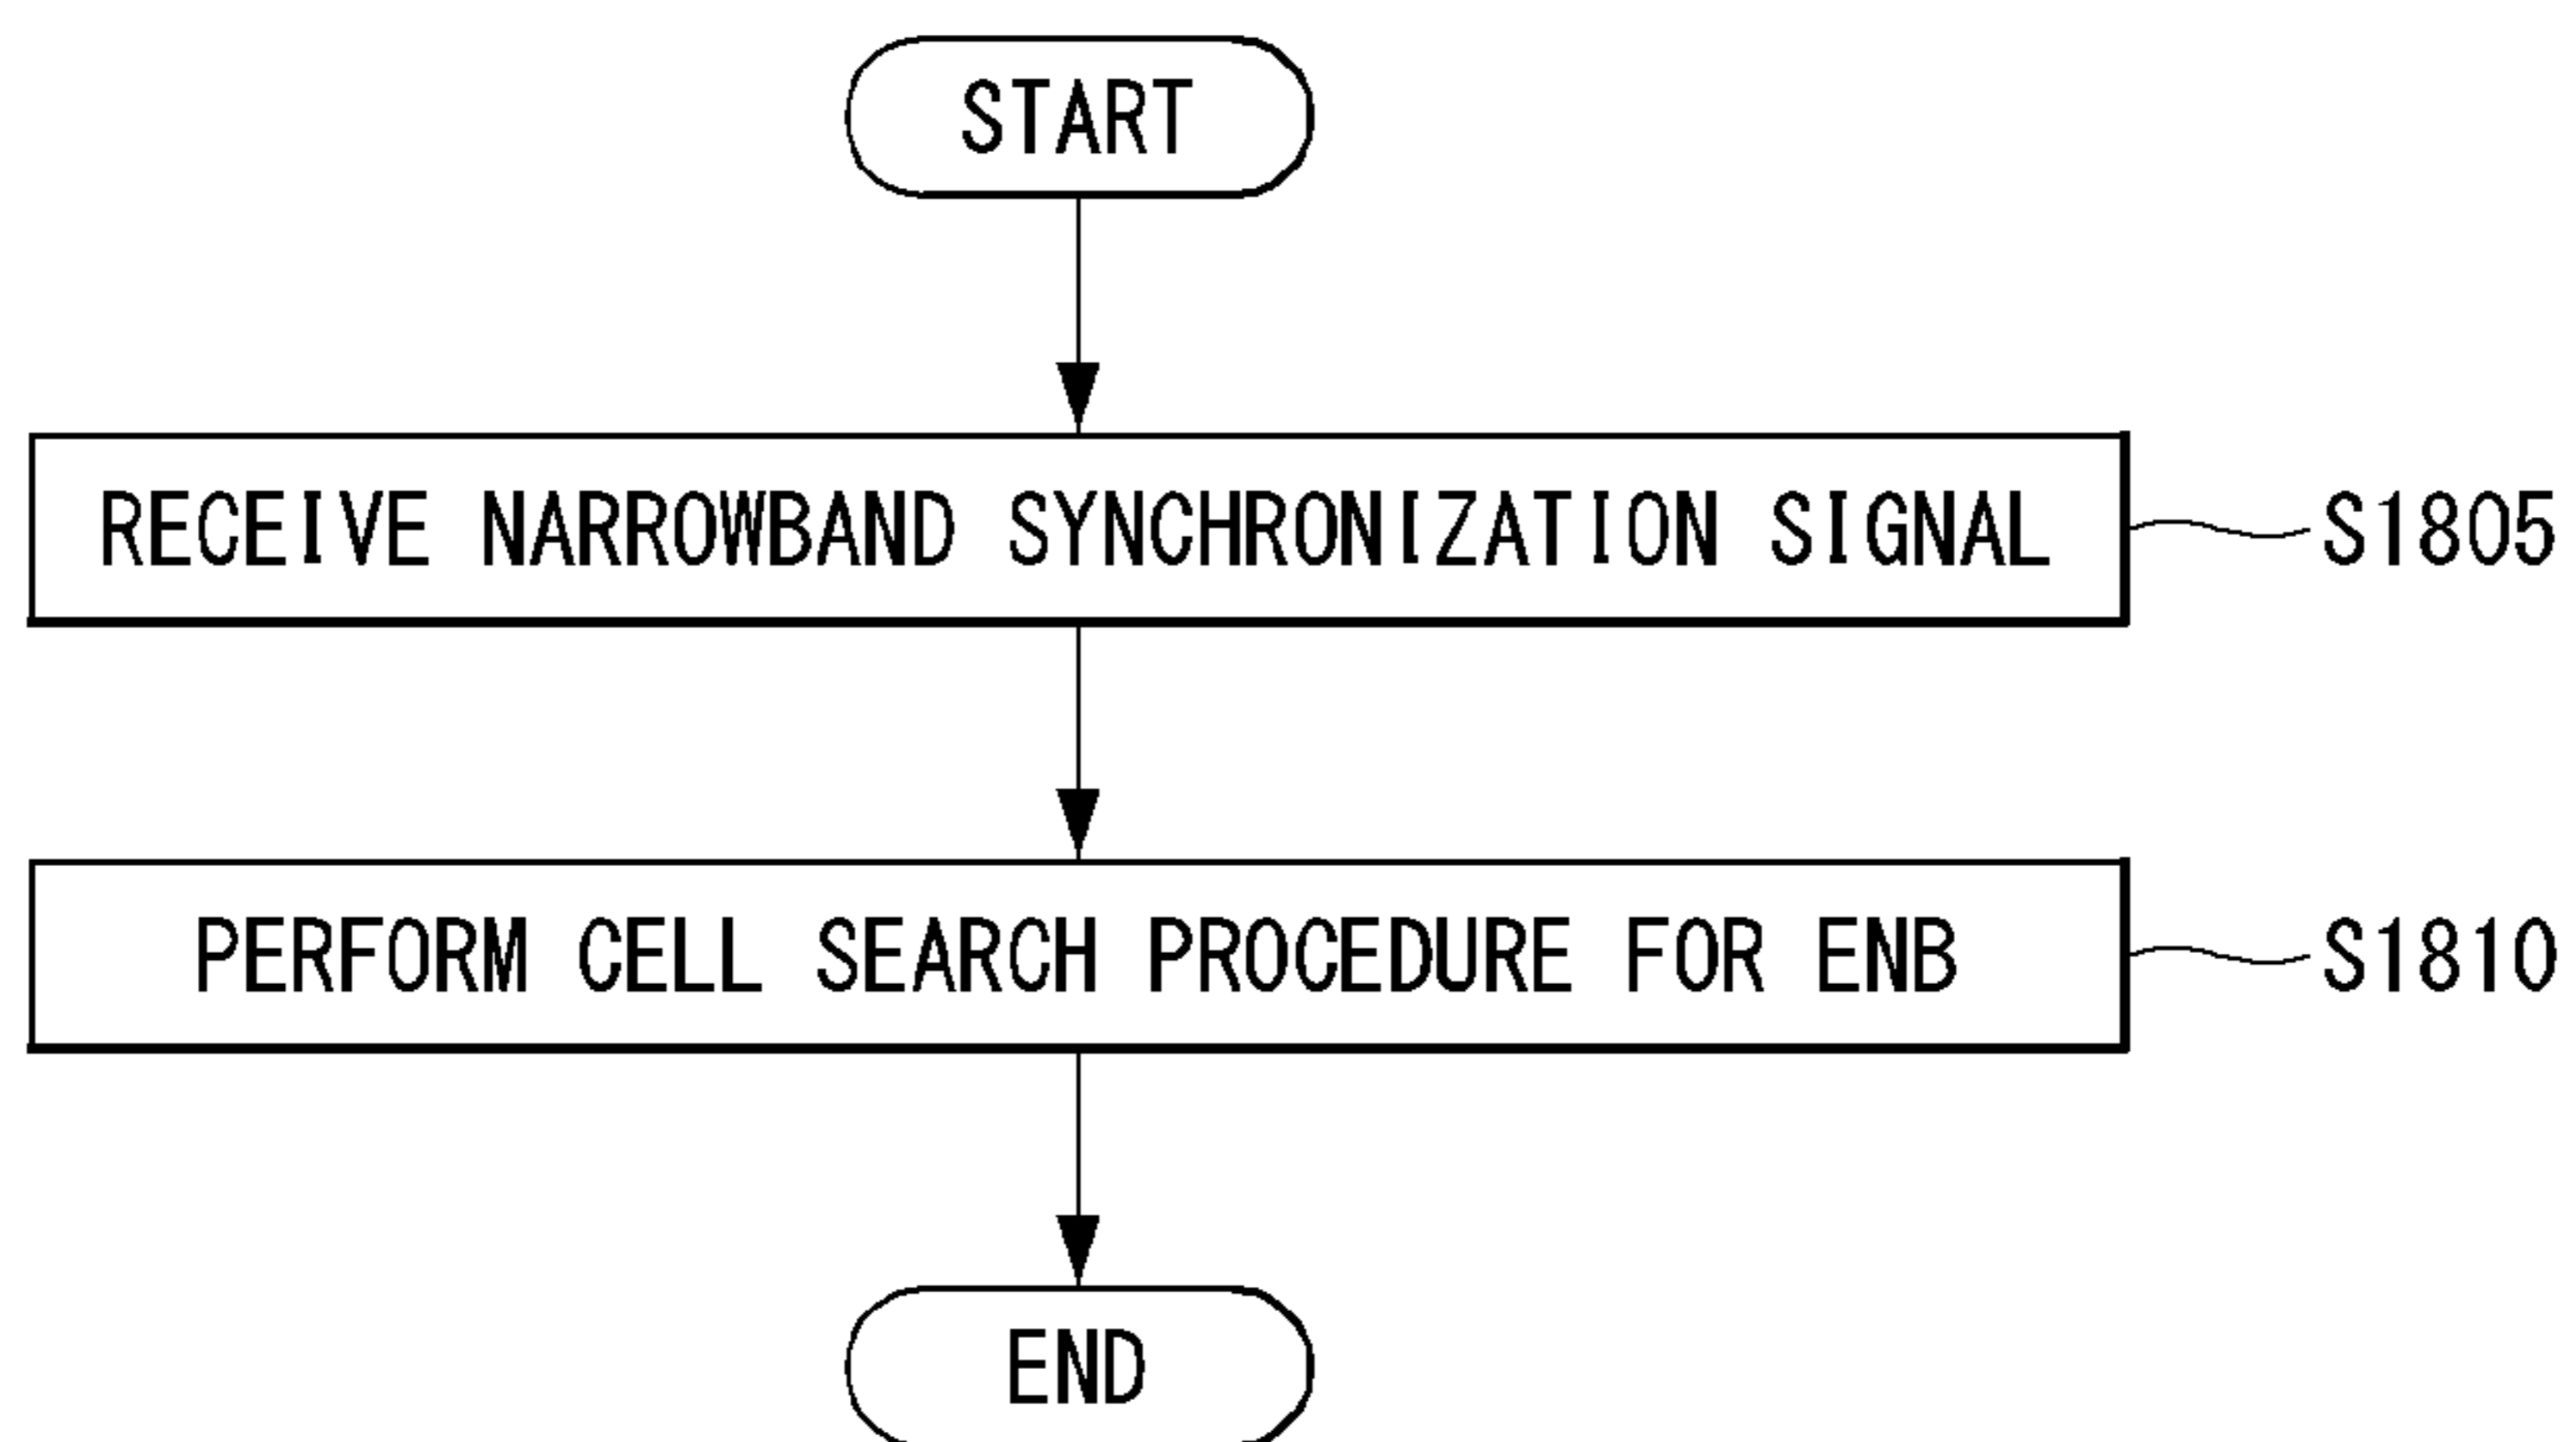 START
RECEIVE NARROWBAND SYNCHRONIZATION SIGNAL
S1805
PERFORM CELL SEARCH PROCEDURE FOR ENB
S1810
END